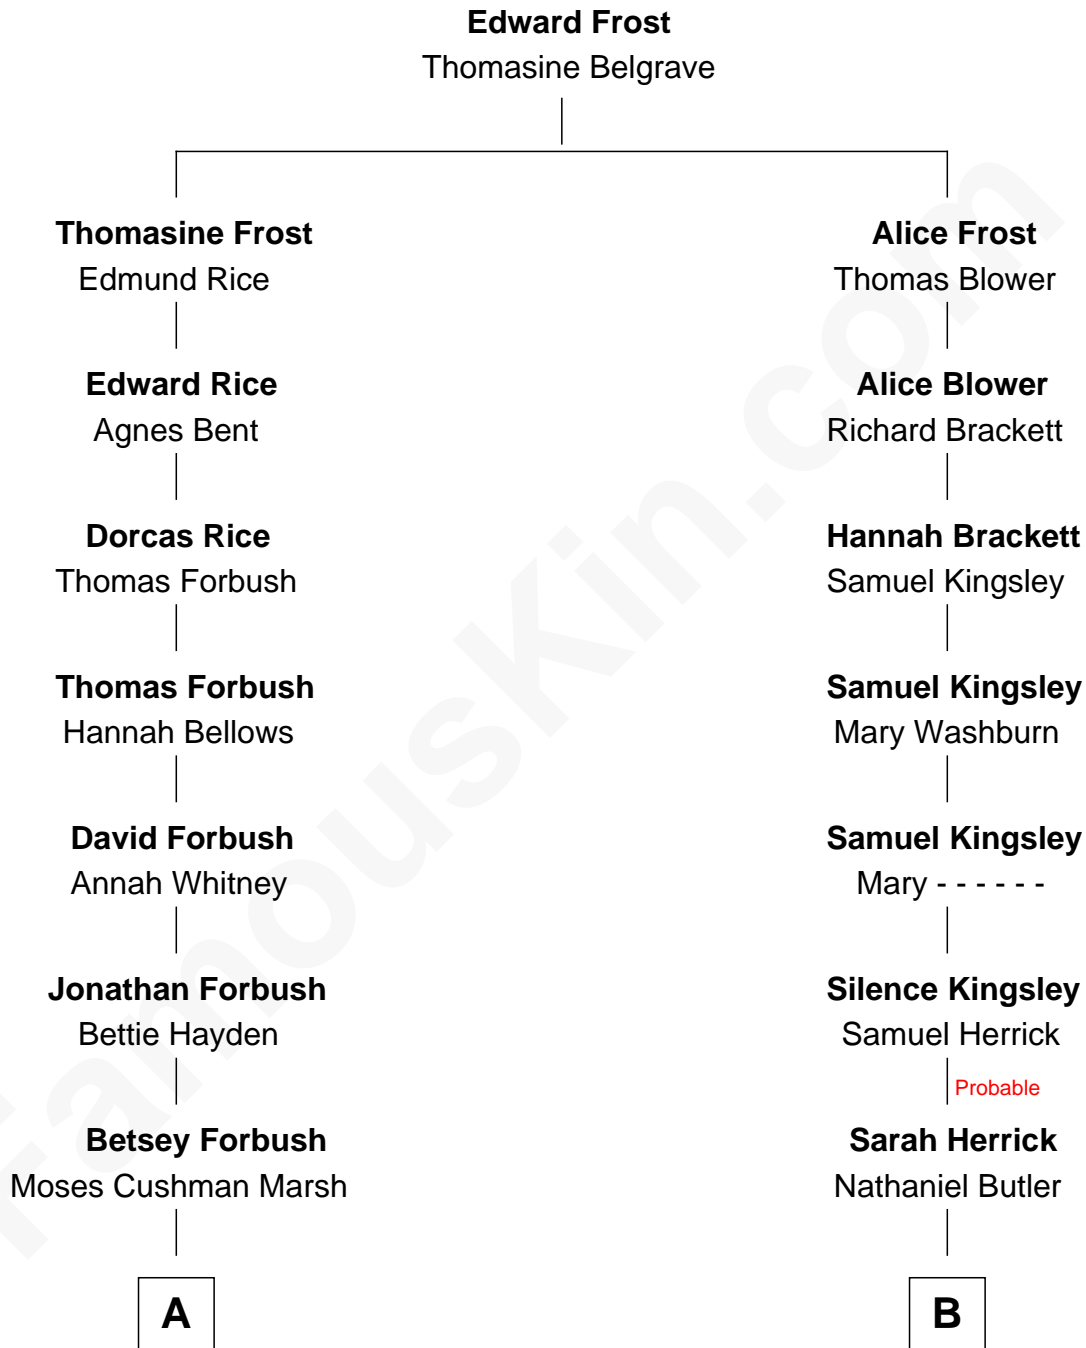 Edward Frost
Thomasine Belgrave
Thomasine Frost
Edmund Rice
Alice Frost
Thomas Blower
Edward Rice
Agnes Bent
Alice Blower
Richard Brackett
Dorcas Rice
Thomas Forbush
Hannah Brackett
Samuel Kingsley
Thomas Forbush
Hannah Bellows
Samuel Kingsley
Mary Washburn
David Forbush
Annah Whitney
Samuel Kingsley
Mary - - - - - -
Jonathan Forbush
Bettie Hayden
Silence Kingsley
Samuel Herrick
Probable
Betsey Forbush
Moses Cushman Marsh
Sarah Herrick
Nathaniel Butler
A
B
FamousKin.com